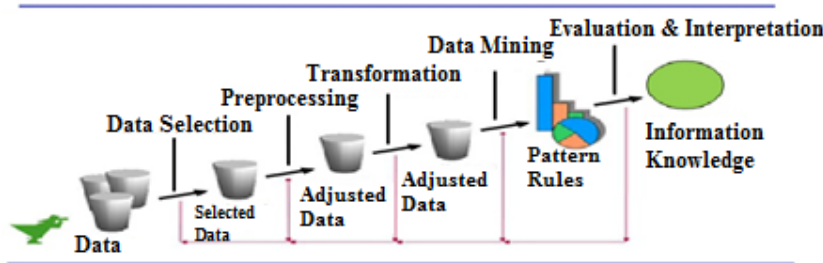 Evaluation & Interpretation
Data Mining
Transformation
Preprocessing
Data Selection
Information
Knowledge
Pattern
Rules
Adjusted
Data
Adjusted
Data
Selected
Data
Data